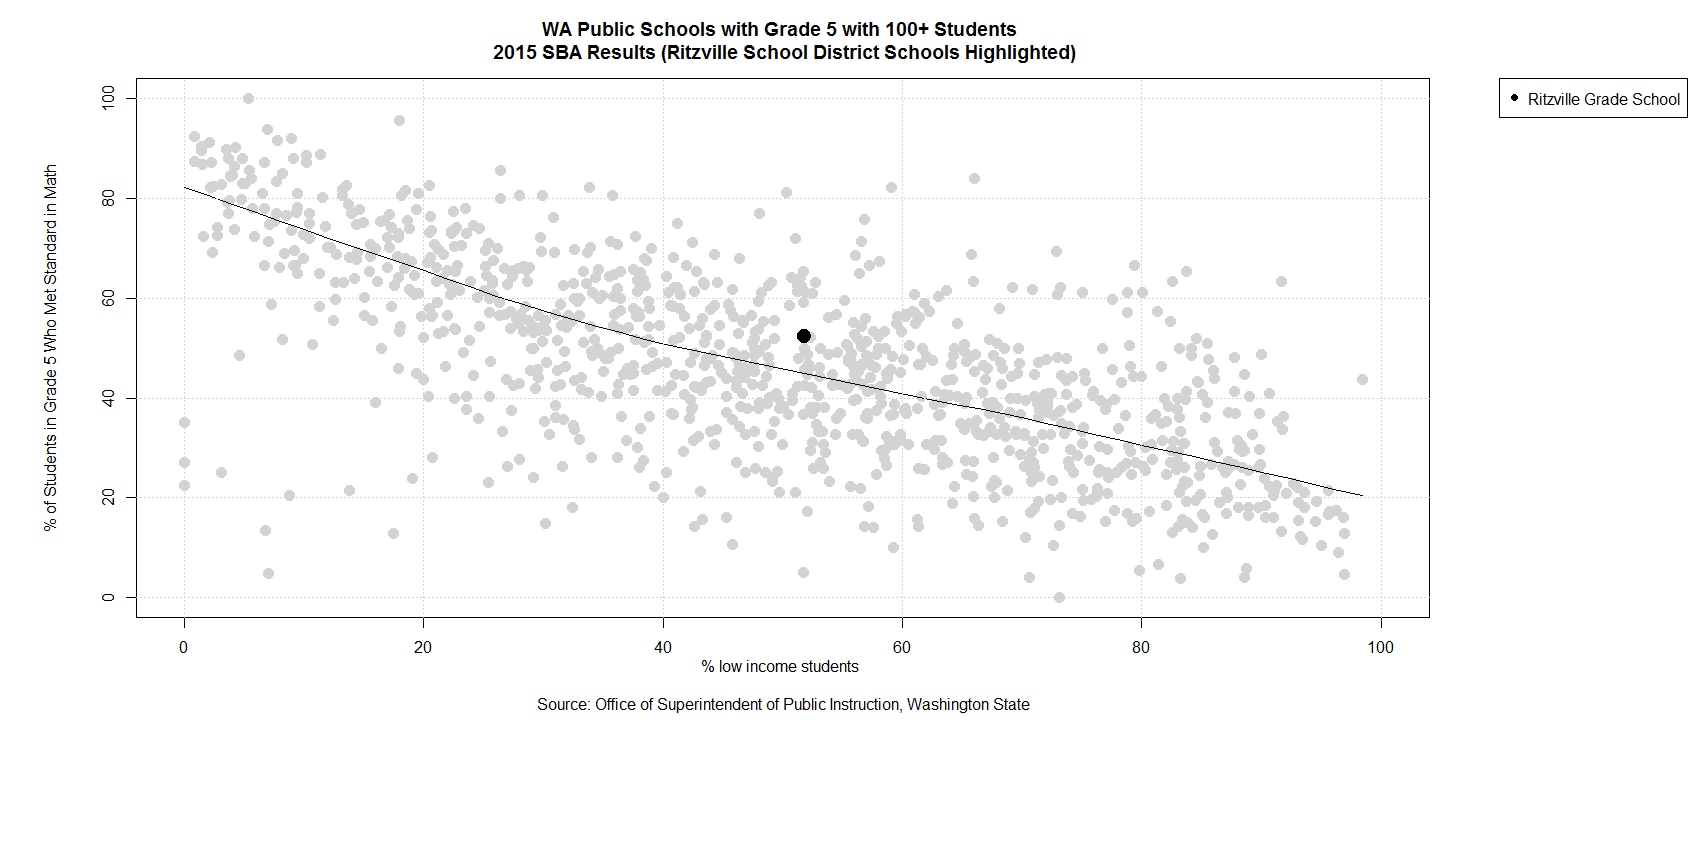 WA Public Schools with Grade 5 with 100+ Students
2015 SBA Results (Ritzville School District Schools Highlighted)
Ritzville Grade School
% of Students in Grade 5 Who Met Standard in Math
100
80
60
40
20
0
0 20 40 60 80 100
% low income students
Source: Office of Superintendent of Public Instruction, Washington State